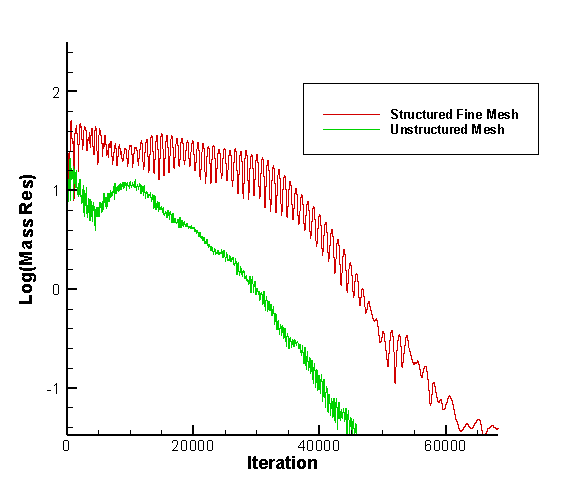 2
Structured Fine Mesh
Unstructured Mesh
1
Log(Mass Res)
0
-1
0 20000 40000 60000
Iteration